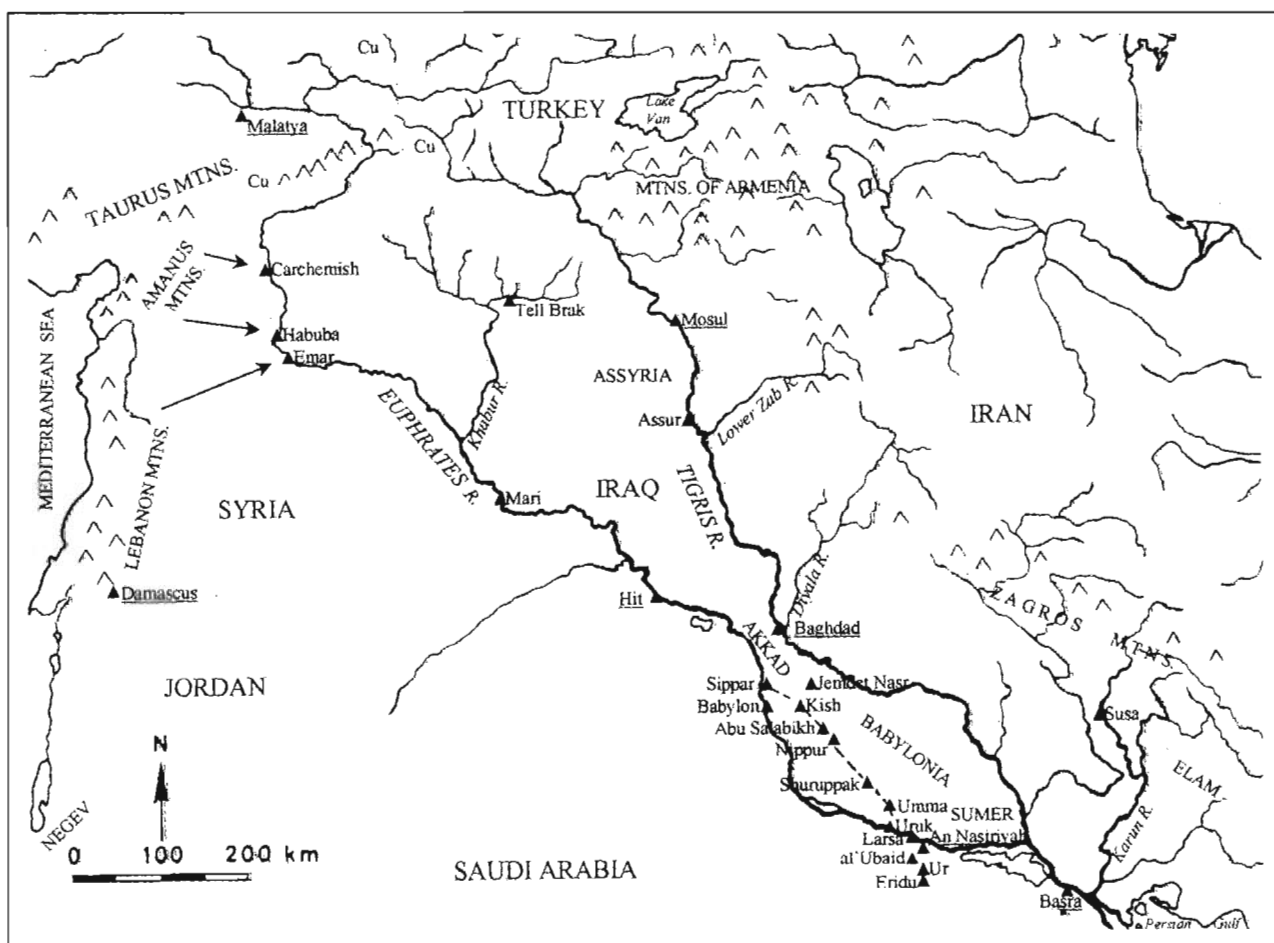 Cu
TURKEY
Lake
Van
Malatya
Cu
TAURUS MTNS.
Cu
MTNS. OF ARMENIA
AMANUS
MTNS.
Carchemish
Tell Brak
Mosul
MEDITERRANEAN SEA
Habuba
Emar
ASSYRIA
Khabur R.
Lower Zab R.
Assur
IRAN
EUPHRATES R.
LEBANON MTNS.
IRAQ
TIGRIS R.
Mari
SYRIA
Damascus
Hit
Diyala R.
ZAGROS MTNS.
Baghdad
AKKAD
JORDAN
Sippar
Jemdet Nasr
Babylon
Kish
Susa
Abu Salabikh
BABYLONIA
Nippur
ELAM
N
Shuruppak
Umma
SUMER
NEGEV
Uruk
Karun R.
Larsa
An Nasiriyah
0 100 200 km
al'Ubaid
SAUDI ARABIA
Ur
Eridu
Basra
Persian Gulf